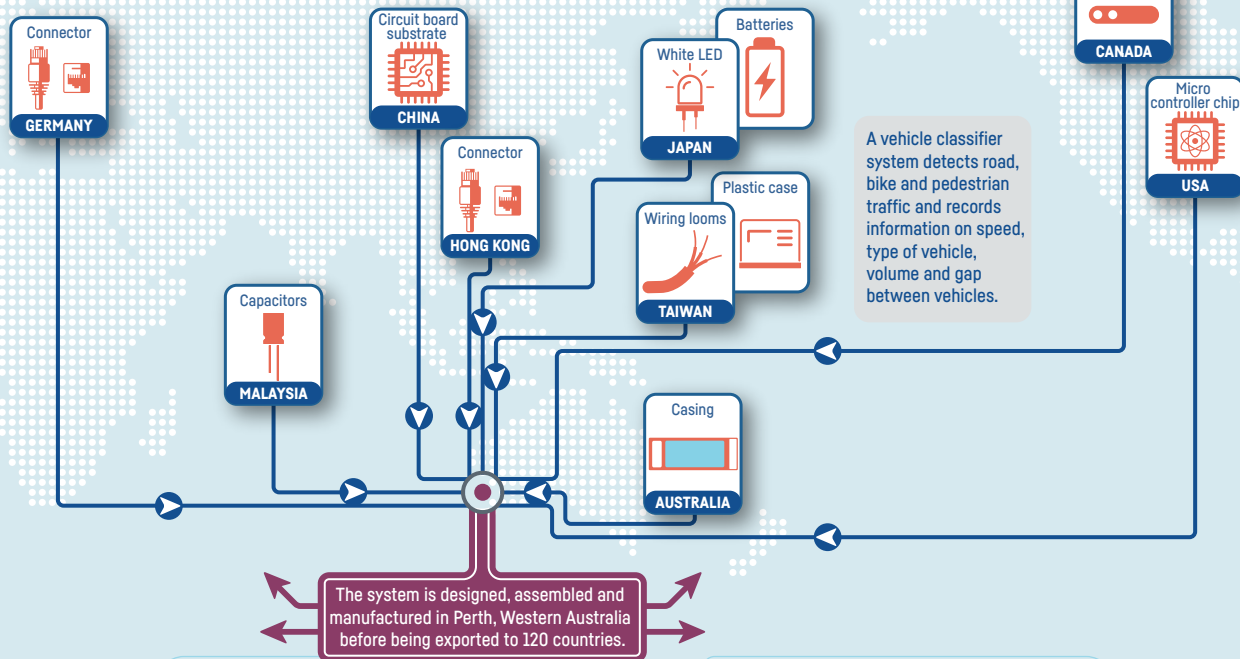 Connector
GERMANY
Circuit board
substrate
CHINA
Connector
HONG KONG
Capacitors
MALAYSIA
Batteries
White LED
JAPAN
Plastic case
Wiring looms
TAIWAN
CANADA
Micro
controller chip
USA
A vehicle classifier
system detects road,
bike and pedestrian
traffic and records
information on speed,
type of vehicle,
volume and gap
between vehicles.
Casing
AUSTRALIA
The system is designed, assembled and
manufactured in Perth, Western Australia
before being exported to 120 countries.